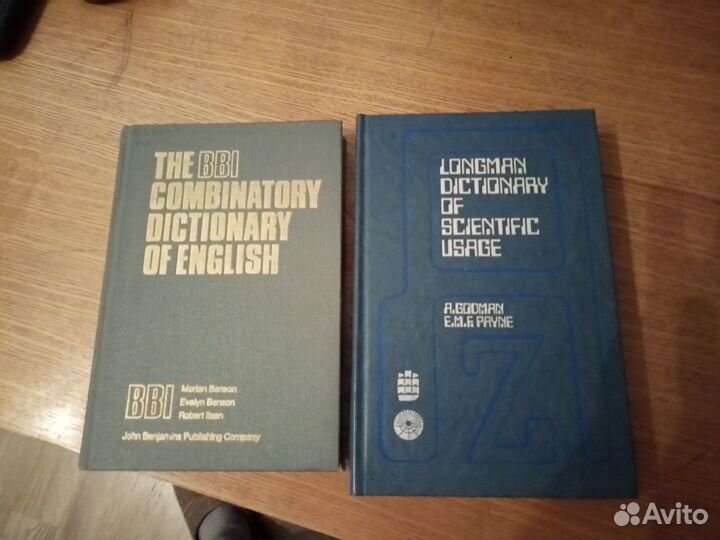 THE BBI
COMBINATORY
DICTIONARY
OF ENGLISH
BBI
Morton Benson
Evelyn Benson
Robert Ilson
John Benjamins Publishing Company
LONGMAN
DICTIONARY
OF
SCIENTIFIC
USAGE
A.GODMAN
E.M.F. PAYNE
Z
Avito